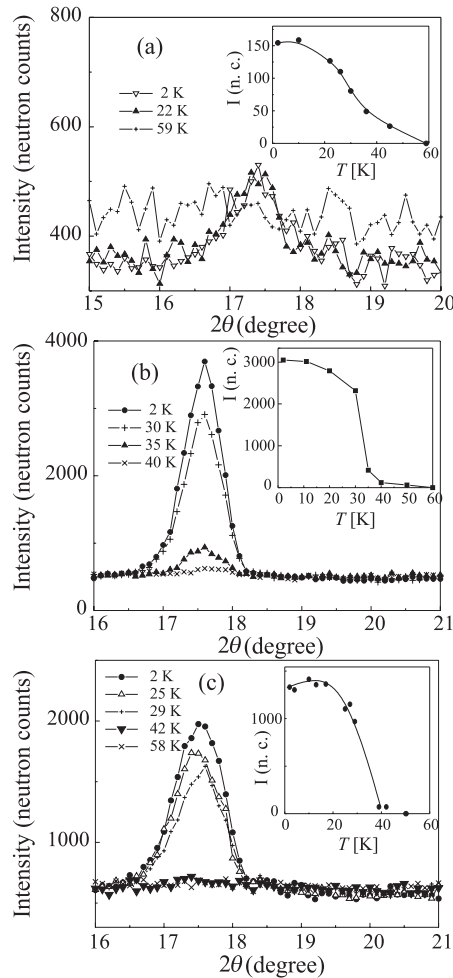 (a)
2 K
22 K
59 K
Intensity (neutron counts)
800
600
400
15 16 17 18 19 20
2θ (degree)
I (n. c.)
150
100
50
0
0 20 40 60
T [K]
(b)
2 K
30 K
35 K
40 K
Intensity (neutron counts)
4000
2000
0
16 17 18 19 20 21
2θ (degree)
I (n. c.)
3000
2000
1000
0
0 10 20 30 40 50 60
T [K]
(c)
2 K
25 K
29 K
42 K
58 K
Intensity (neutron counts)
2000
1000
16 17 18 19 20 21
2θ (degree)
I (n. c.)
1000
0
0 20 40 60
T [K]